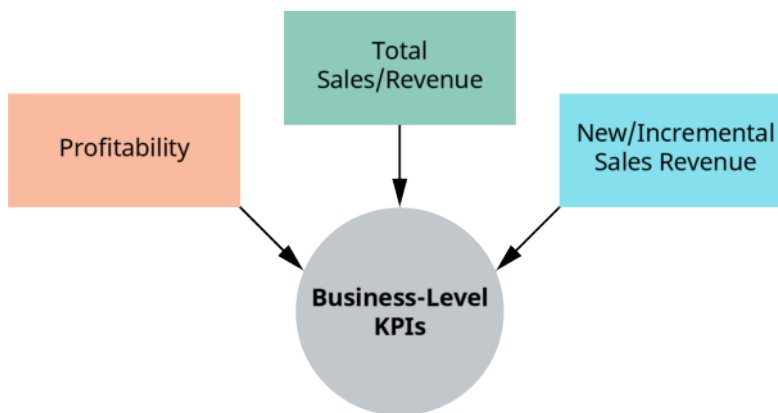 Total
Sales/Revenue
Profitability
New/Incremental
Sales Revenue
Business-Level
KPIs